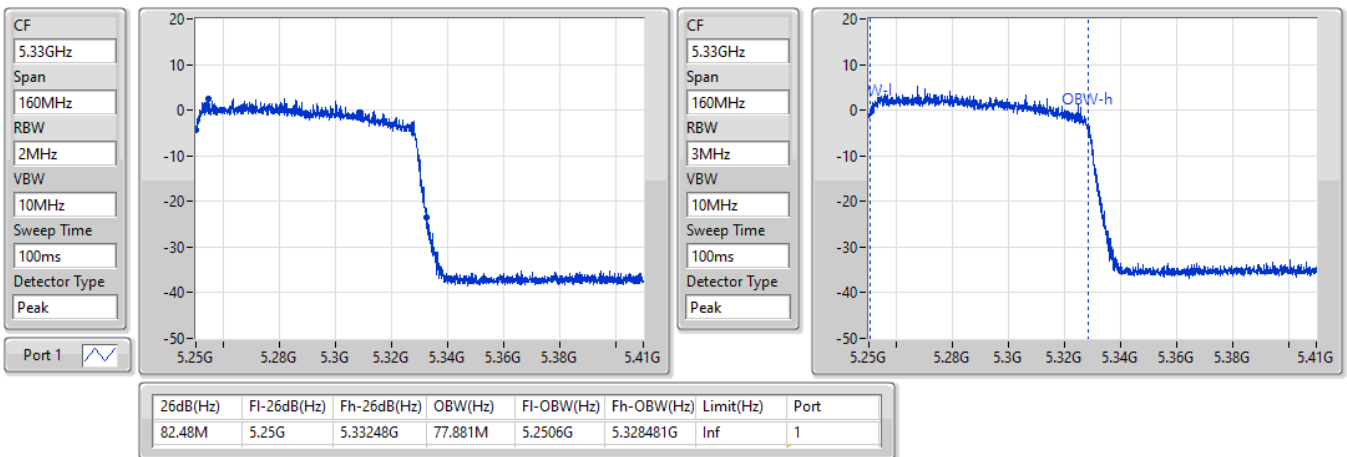 CF
5.33GHz
Span
160MHz
RBW
2MHz
VBW
10MHz
Sweep Time
100ms
Detector Type
Peak
Port 1
20-
10-
0-
-10-
-20-
-30-
-40-
-50-
5.25G 5.28G 5.3G 5.32G 5.34G 5.36G 5.38G 5.41G
CF
5.33GHz
Span
160MHz
RBW
3MHz
VBW
10MHz
Sweep Time
100ms
Detector Type
Peak
20-
10-
0-
-10-
-20-
-30-
-40-
-50-
W-l
OBW-h
5.25G 5.28G 5.3G 5.32G 5.34G 5.36G 5.38G 5.41G
26dB(Hz) Fl-26dB(Hz) Fh-26dB(Hz) OBW(Hz) Fl-OBW(Hz) Fh-OBW(Hz) Limit(Hz) Port
82.48M 5.25G 5.33248G 77.881M 5.2506G 5.328481G Inf 1